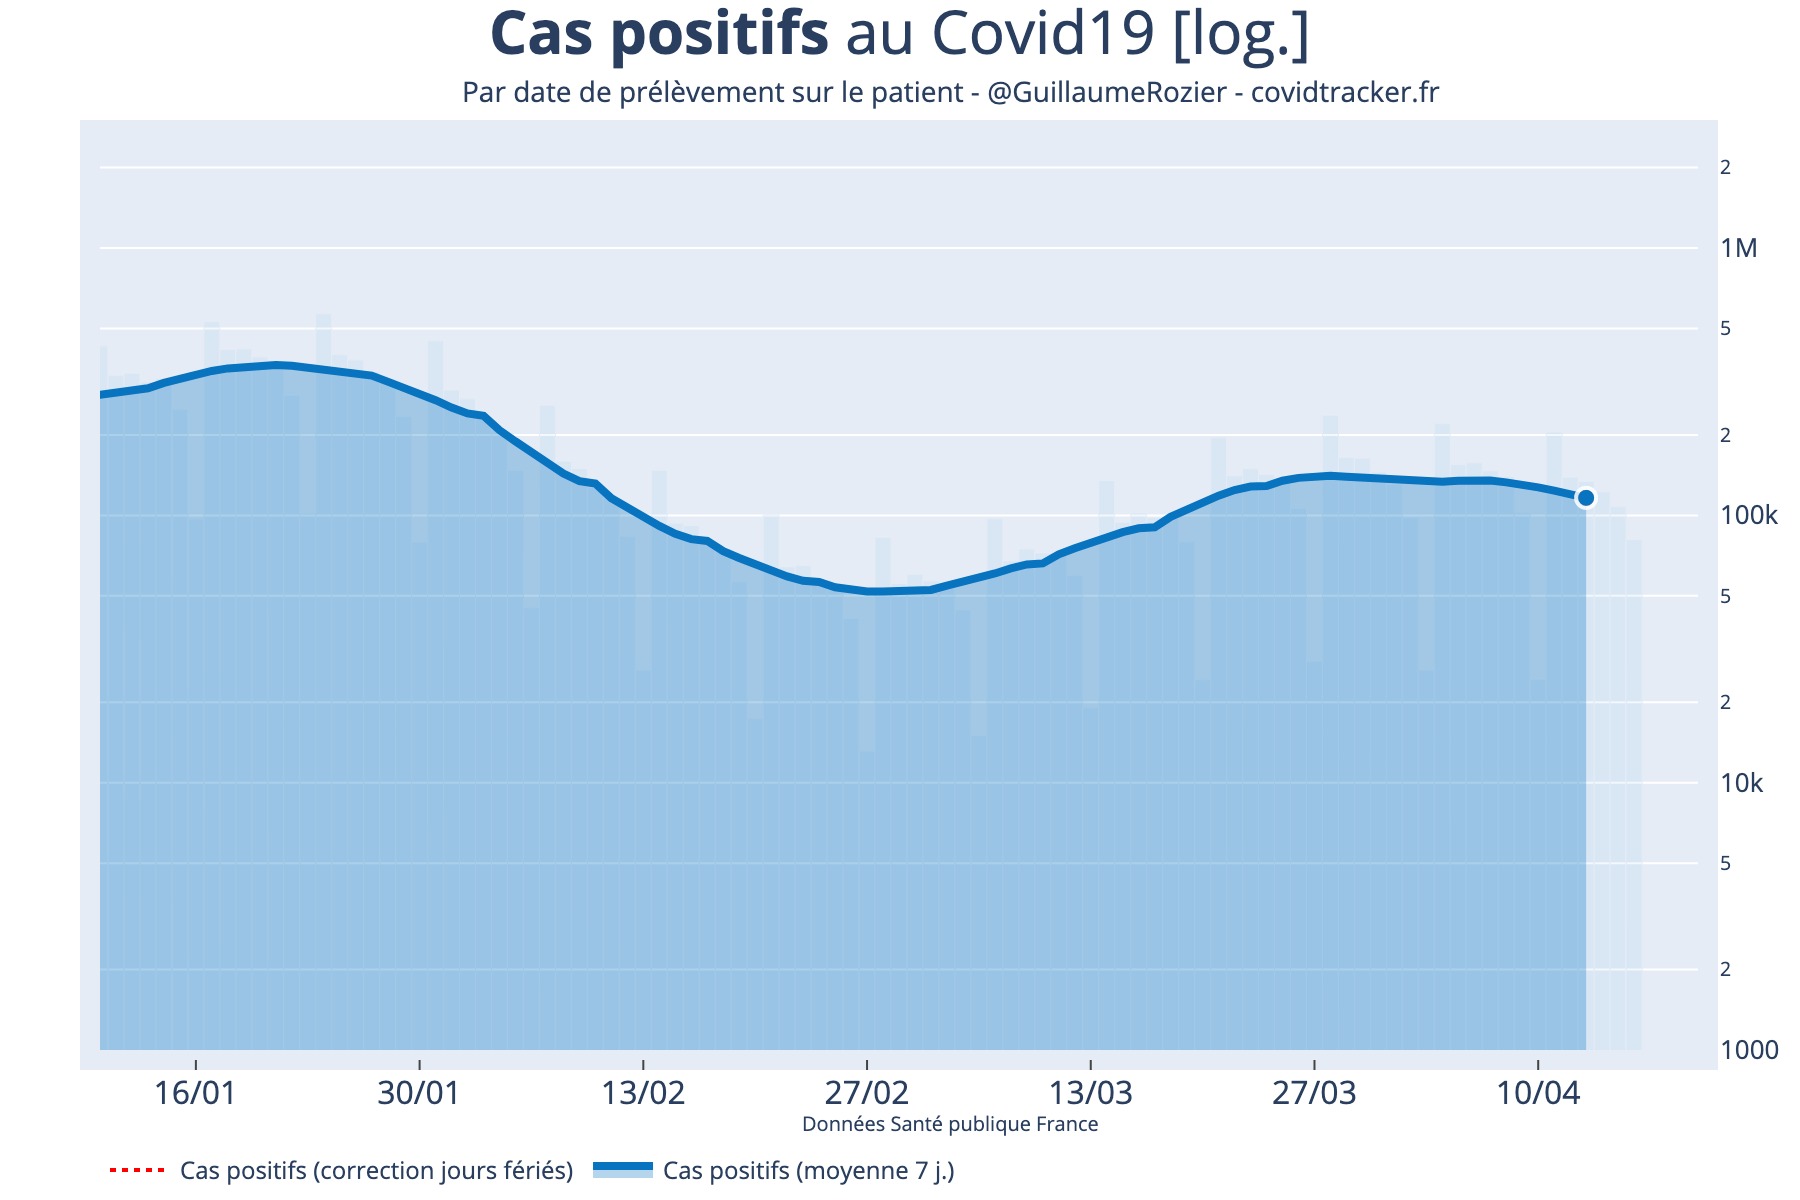 Cas positifs au Covid19 [log.]
Par date de prélèvement sur le patient - @GuillaumeRozier - covidtracker.fr
2
1M
5
2
100k
5
2
10k
5
2
1000
16/01 30/01 13/02 27/02 13/03 27/03 10/04
Données Santé publique France
Cas positifs (correction jours fériés) Cas positifs (moyenne 7 j.)